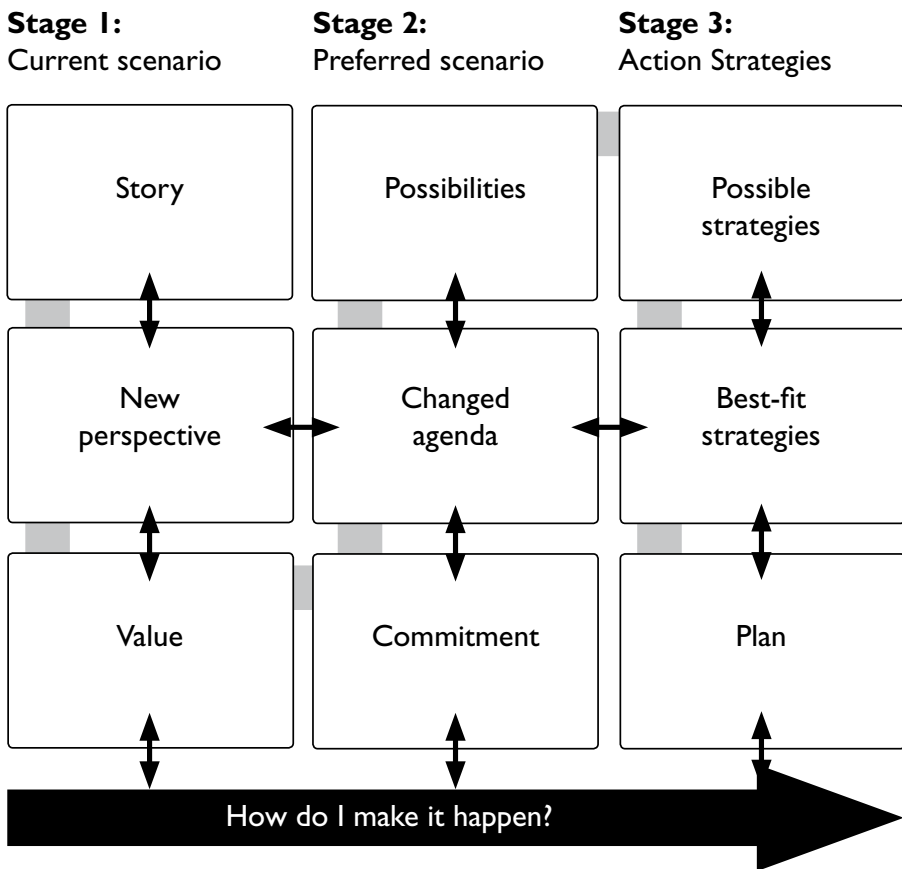 Stage 1:
Current scenario
Stage 2:
Preferred scenario
Stage 3:
Action Strategies
Story
Possibilities
Possible
strategies
New
perspective
Changed
agenda
Best-fit
strategies
Value
Commitment
Plan
How do I make it happen?